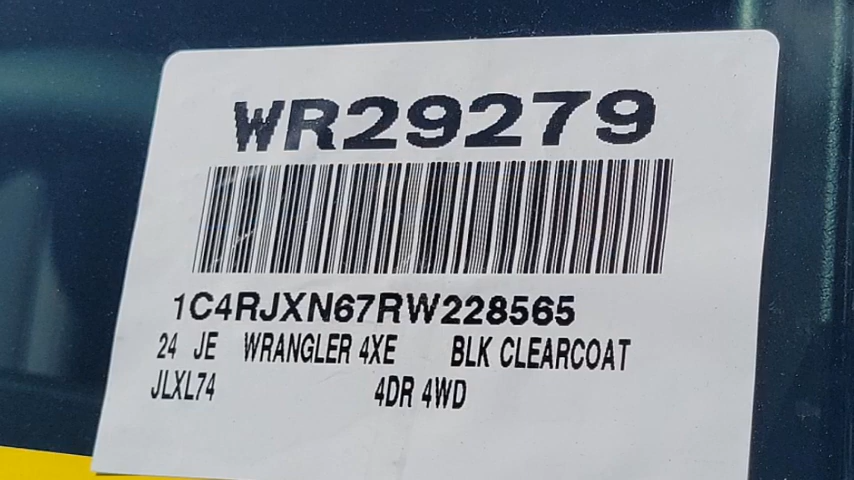 WR29279
1C4RJXN67RW228565
24 JE WRANGLER 4XE BLK CLEARCOAT
JLXL74 4DR 4WD